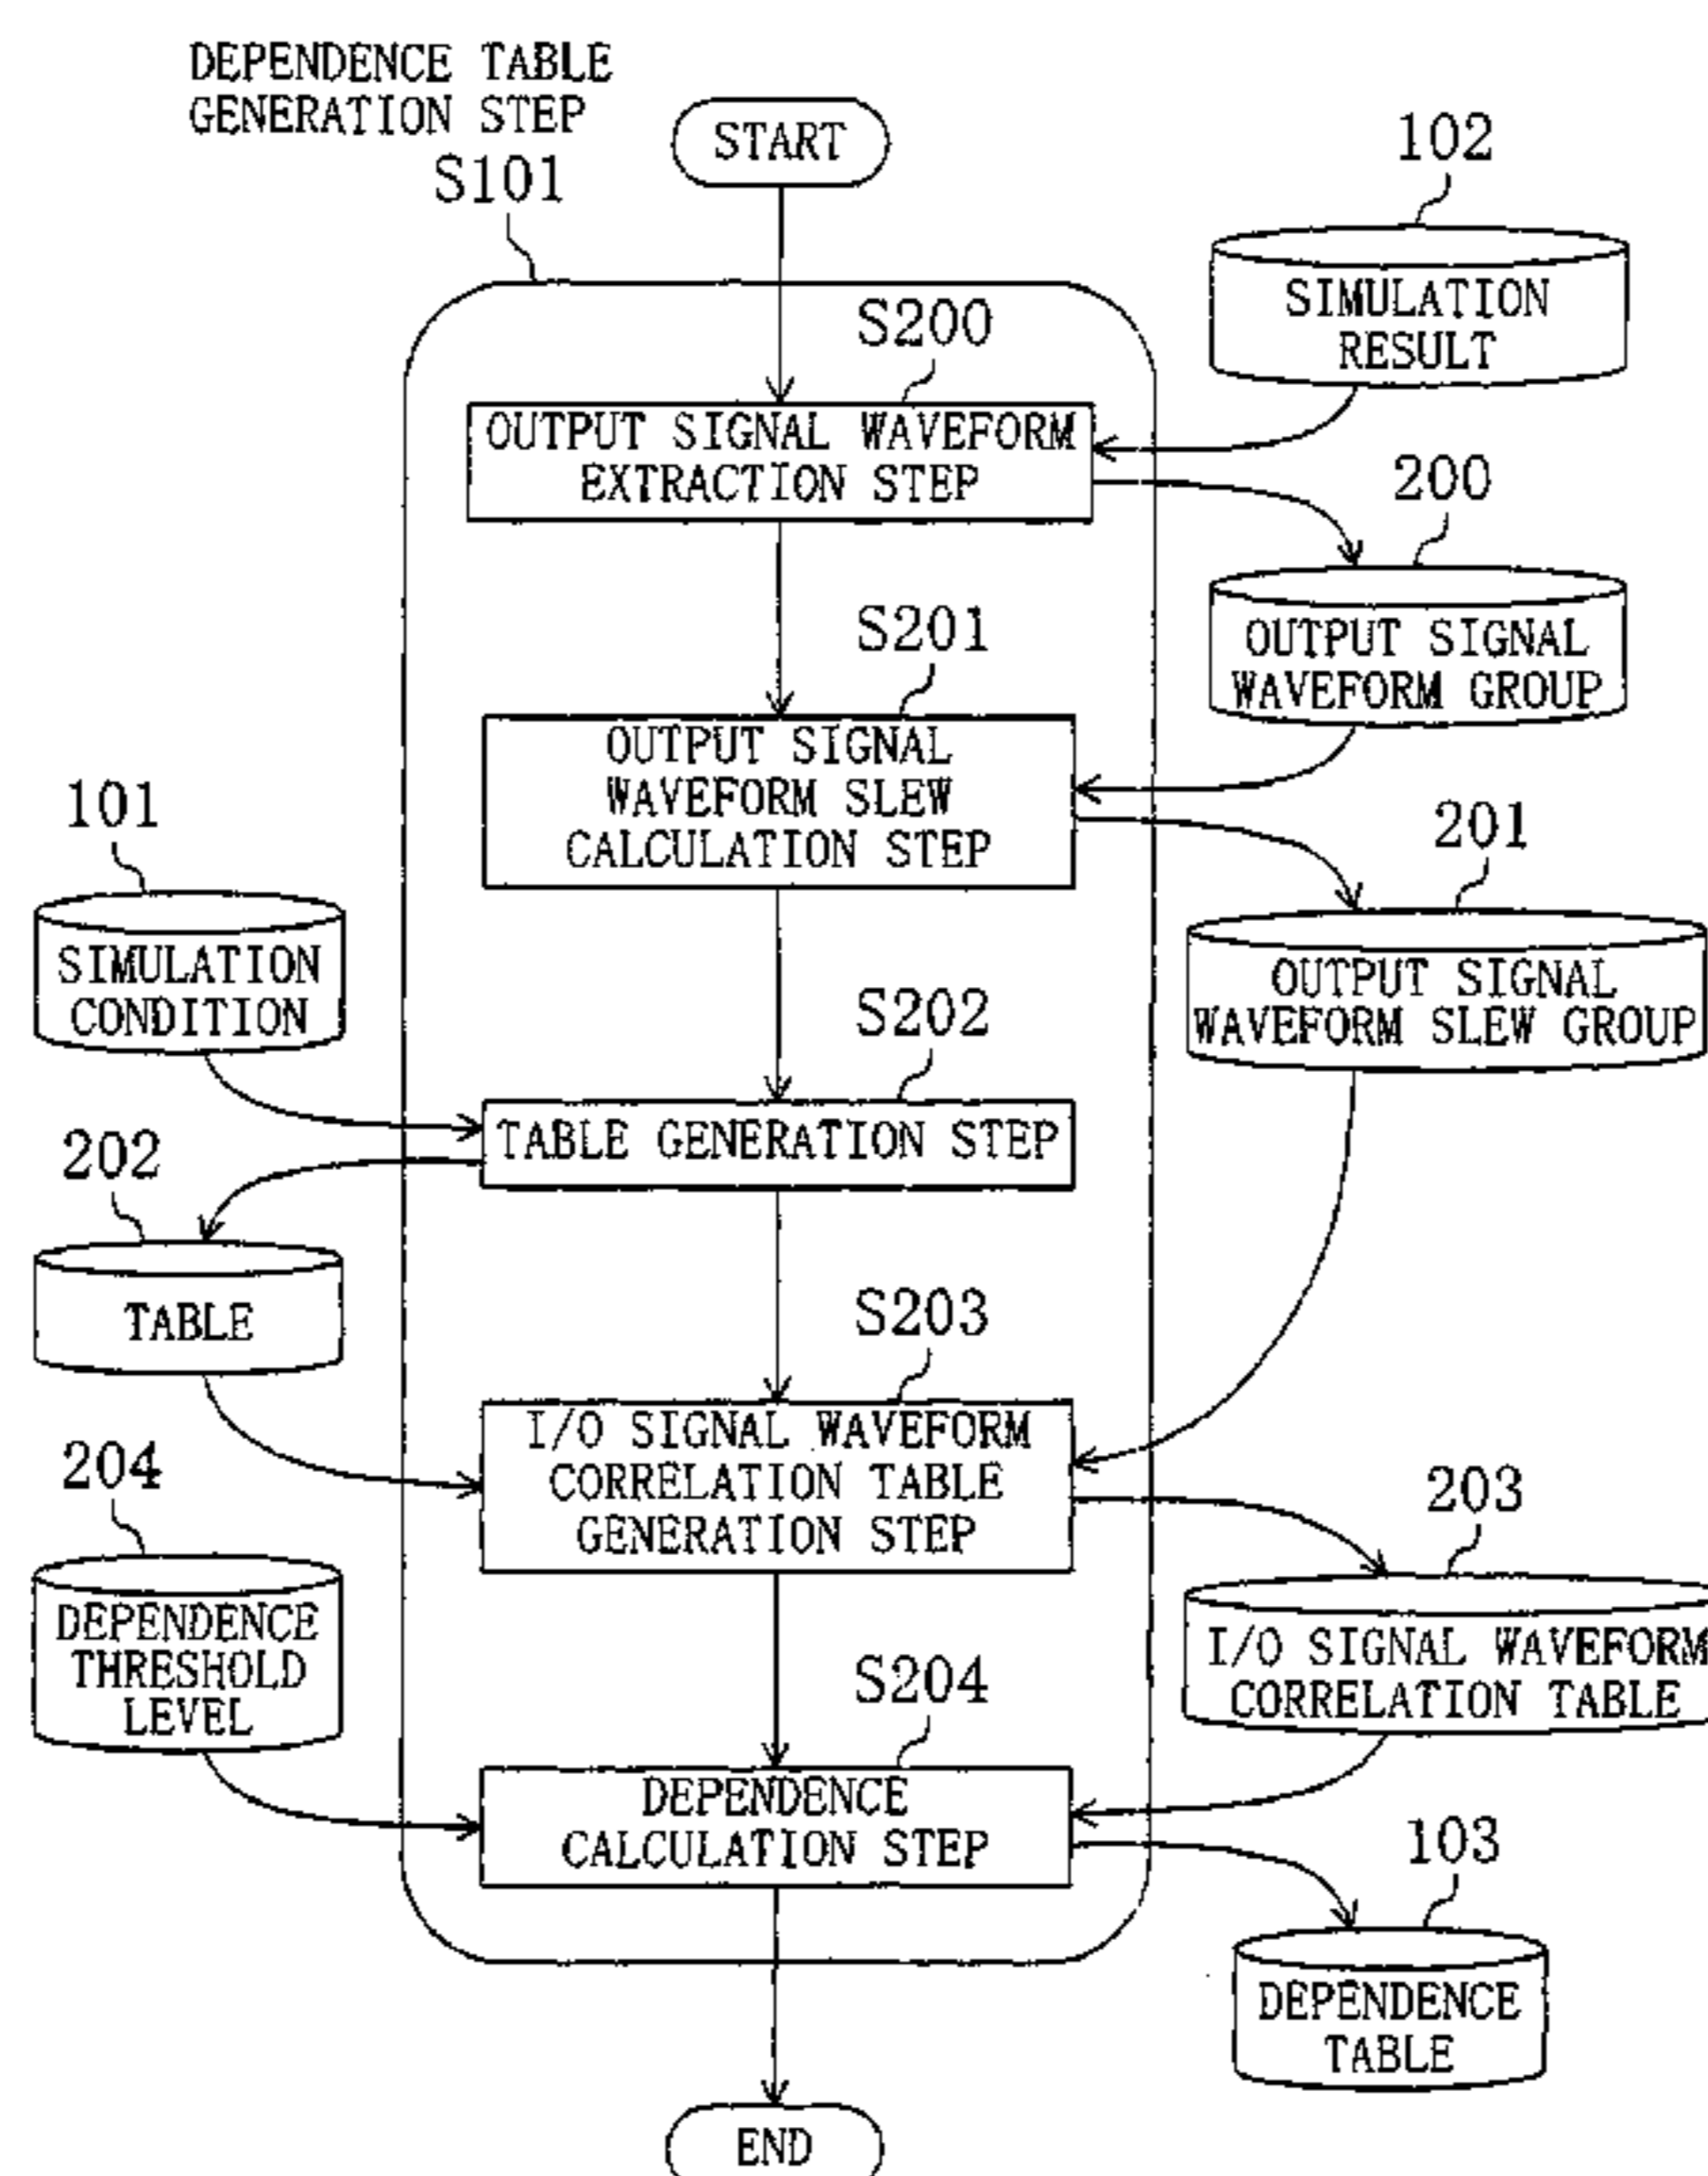 DEPENDENCE TABLE
GENERATION STEP
S101
START
102
SIMULATION
RESULT
S200
OUTPUT SIGNAL WAVEFORM
EXTRACTION STEP
200
OUTPUT SIGNAL
WAVEFORM GROUP
S201
OUTPUT SIGNAL
WAVEFORM SLEW
CALCULATION STEP
201
OUTPUT SIGNAL
WAVEFORM SLEW GROUP
101
SIMULATION
CONDITION
S202
TABLE GENERATION STEP
202
TABLE
S203
I/O SIGNAL WAVEFORM
CORRELATION TABLE
GENERATION STEP
203
I/O SIGNAL WAVEFORM
CORRELATION TABLE
204
DEPENDENCE
THRESHOLD
LEVEL
S204
DEPENDENCE
CALCULATION STEP
103
DEPENDENCE
TABLE
END